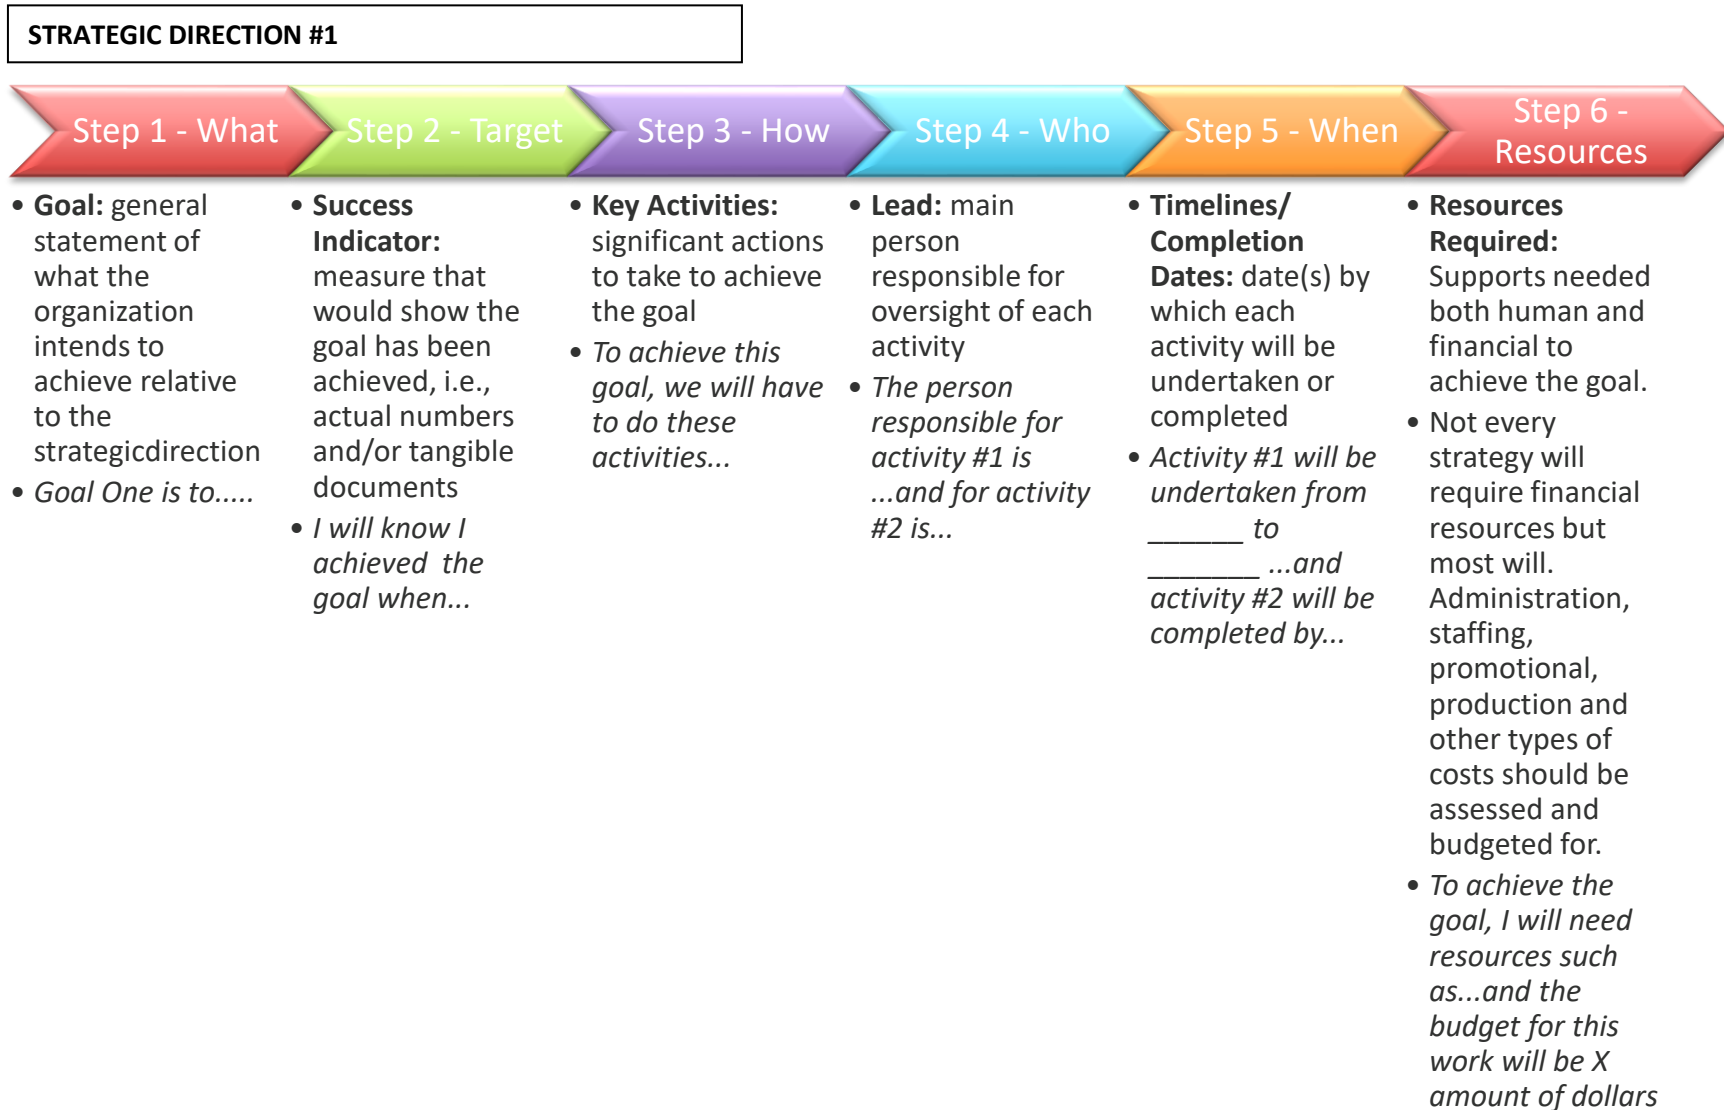 STRATEGIC DIRECTION #1
Step 1 - What
Step 2 - Target
Step 3 - How
Step 4 - Who
Step 5 - When
Step 6 -
Resources
• Goal: general
statement of
what the
organization
intends to
achieve relative
to the
strategicdirection
• Goal One is to.....
• Success
Indicator:
measure that
would show the
goal has been
achieved, i.e.,
actual numbers
and/or tangible
documents
• I will know I
achieved  the
goal when...
• Key Activities:
significant actions
to take to achieve
the goal
• To achieve this
goal, we will have
to do these
activities...
• Lead: main
person
responsible for
oversight of each
activity
• The person
responsible for
activity #1 is
...and for activity
#2 is...
• Timelines/
Completion
Dates: date(s) by
which each
activity will be
undertaken or
completed
• Activity #1 will be
undertaken from
______ to
_______ ...and
activity #2 will be
completed by...
• Resources
Required:
Supports needed
both human and
financial to
achieve the goal.
• Not every
strategy will
require financial
resources but
most will.
Administration,
staffing,
promotional,
production and
other types of
costs should be
assessed and
budgeted for.
• To achieve the
goal, I will need
resources such
as...and the
budget for this
work will be X
amount of dollars